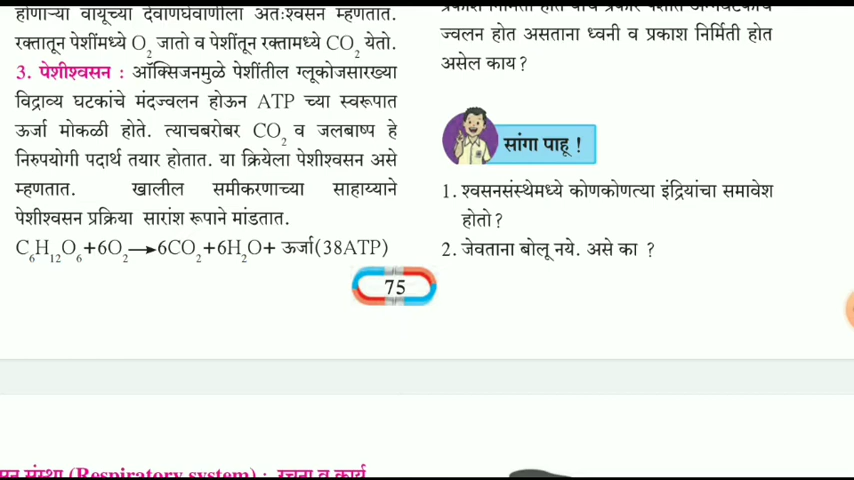 होणाऱ्या वायूच्या देवाणघेवाणीला अंतःश्वसन म्हणतात.
रक्तातून पेशींमध्ये O₂ जातो व पेशींतून रक्तामध्ये CO₂ येतो.
3. पेशीश्वसन : ऑक्सिजनमुळे पेशींतील ग्लूकोजसारख्या
विद्राव्य घटकांचे मंदज्वलन होऊन ATP च्या स्वरूपात
ऊर्जा मोकळी होते. त्याचबरोबर CO₂ व जलबाष्प हे
निरुपयोगी पदार्थ तयार होतात. या क्रियेला पेशीश्वसन असे
म्हणतात. खालील समीकरणाच्या साहाय्याने
पेशीश्वसन प्रक्रिया सारांश रूपाने मांडतात.
C₆H₁₂O₆+6O₂→6CO₂+6H₂O+ ऊर्जा(38ATP)
ज्वलन होत असताना ध्वनी व प्रकाश निर्मिती होत
असेल काय?
सांगा पाहू !
1. श्वसनसंस्थेमध्ये कोणकोणत्या इंद्रियांचा समावेश
होतो?
2. जेवताना बोलू नये. असे का ?
75
संस्था (Respiratory system) : रचना व कार्य